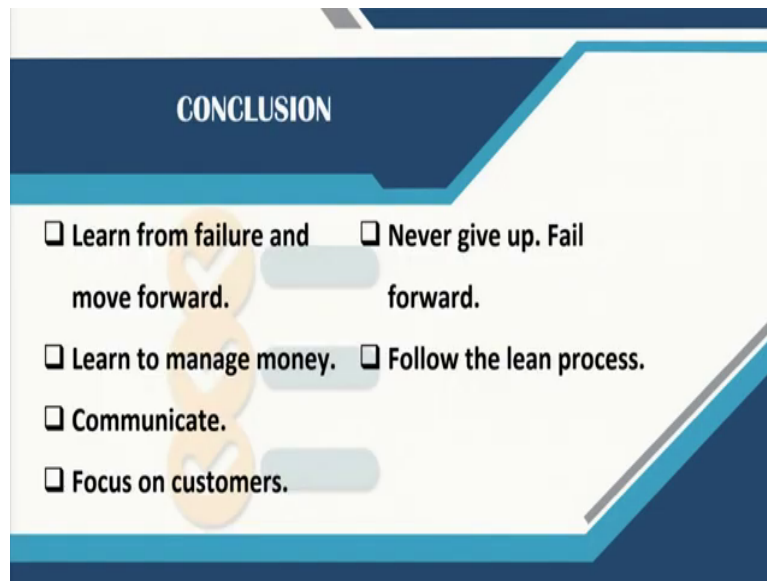 CONCLUSION
❑ Learn from failure and
move forward.
❑ Learn to manage money.
❑ Communicate.
❑ Focus on customers.
❑ Never give up. Fail
forward.
❑ Follow the lean process.